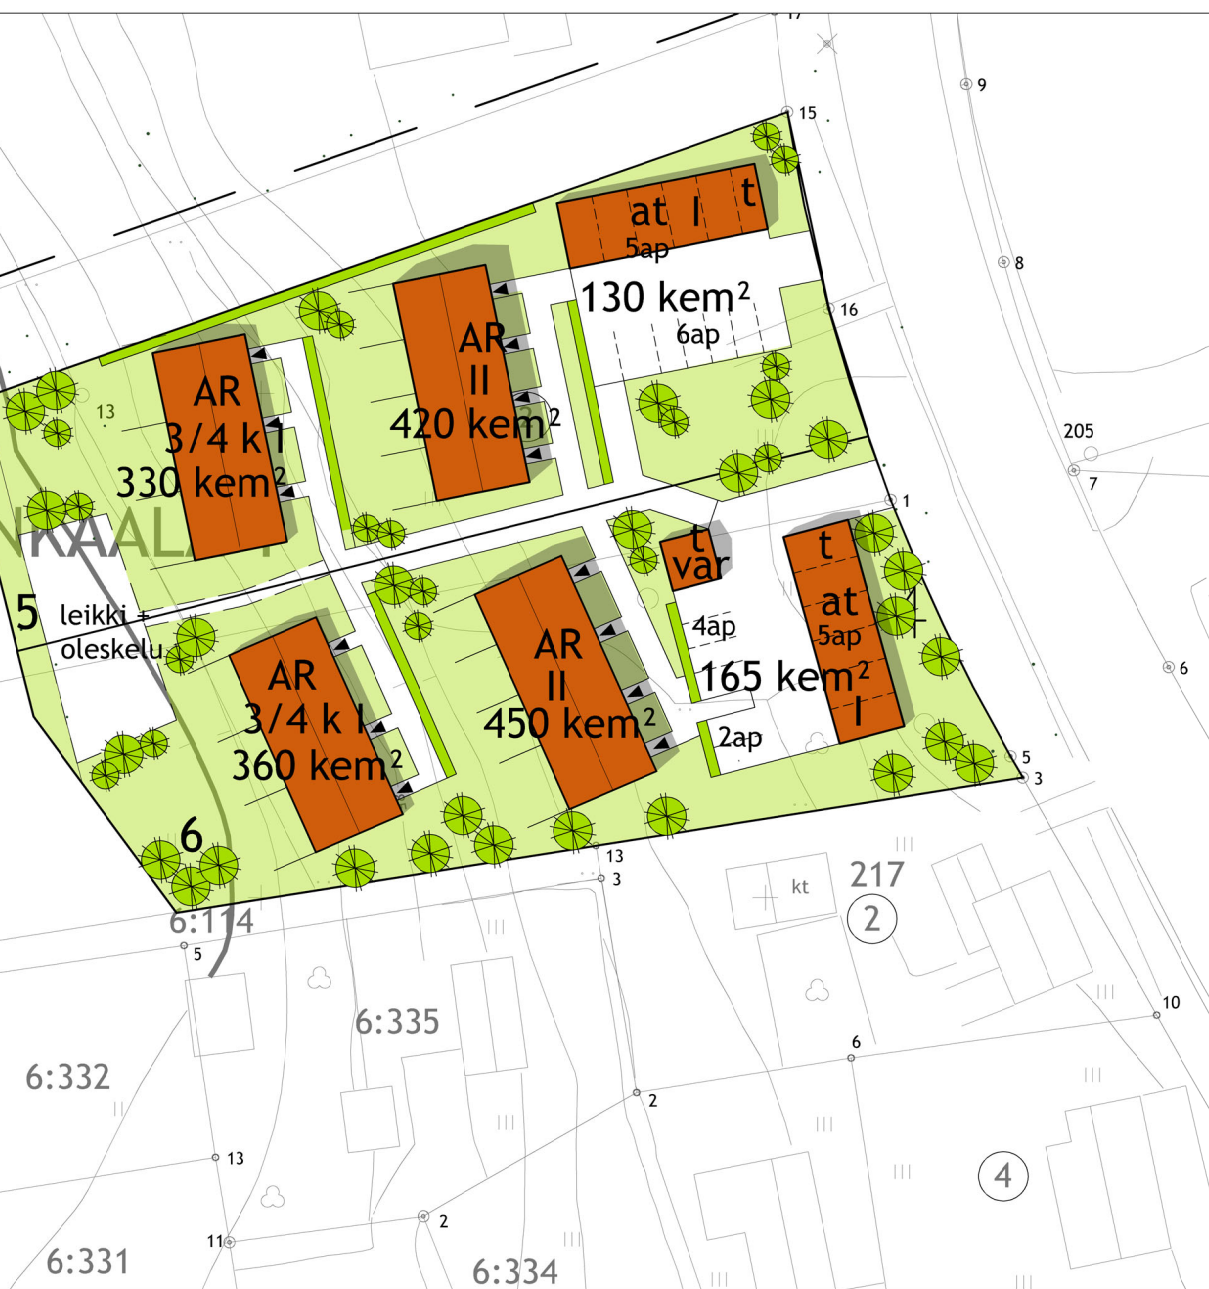 17
9
15
at I
t
5ap
8
130 kem²
16
6ap
AR
II
420 kem²
13
AR
3/4 k I
330 kem²
205
7
1
t
var
t
at
5ap
I
5
leikki +
oleskelu
4ap
165 kem²
2ap
AR
II
450 kem²
AR
3/4 k I
360 kem²
6
5
3
6
13
3
kt
217
2
6:114
5
6:335
10
6
6:332
2
13
4
2
11
6:331
6:334